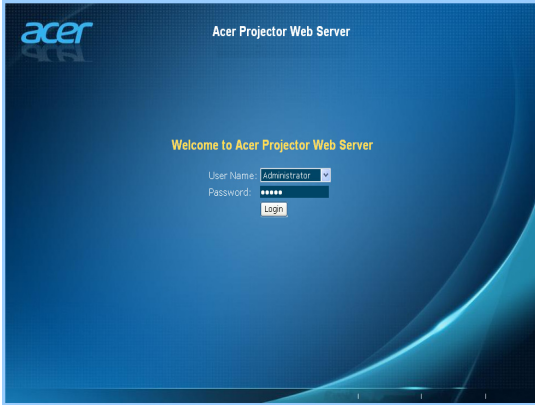 acer
Acer Projector Web Server
Welcome to Acer Projector Web Server
User Name: Administrator
Password: •••••
Login